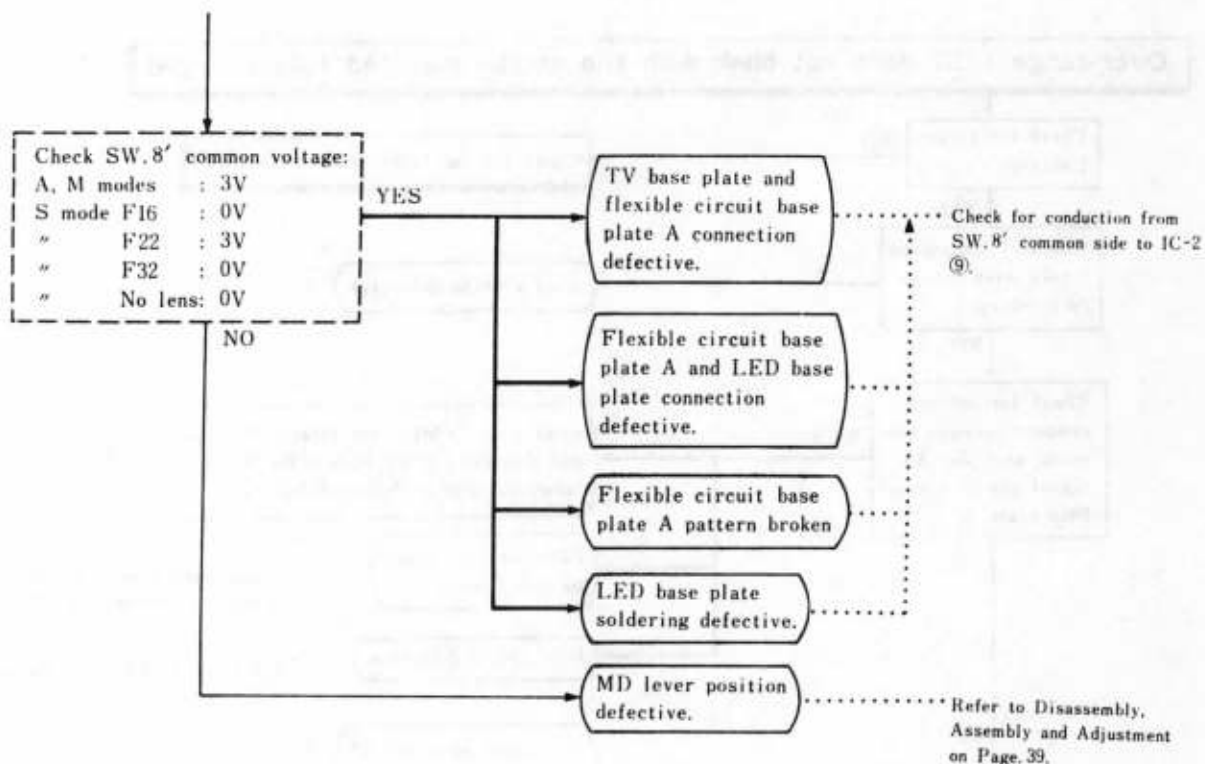 Check SW. 8′ common voltage:
A, M modes : 3V
S mode F16 : 0V
〃 F22 : 3V
〃 F32 : 0V
〃 No lens: 0V
YES
NO
TV base plate and
flexible circuit base
plate A connection
defective.
Check for conduction from
SW. 8′ common side to IC-2
⑨.
Flexible circuit base
plate A and LED base
plate connection
defective.
Flexible circuit base
plate A pattern broken
LED base plate
soldering defective.
MD lever position
defective.
Refer to Disassembly,
Assembly and Adjustment
on Page. 39.